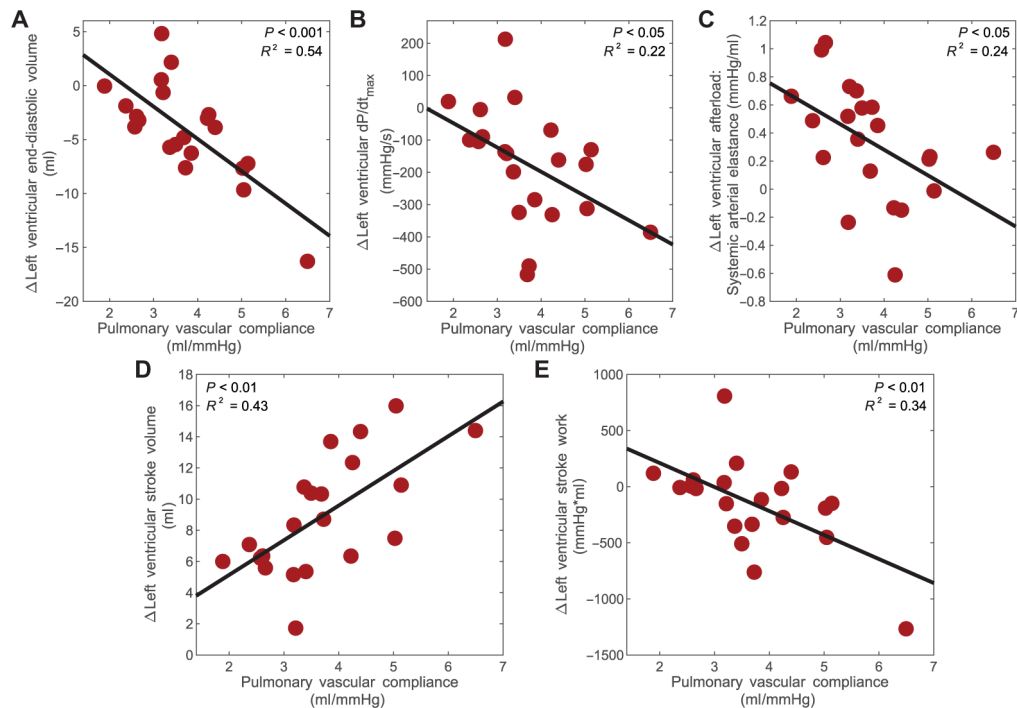 A
P < 0.001
R² = 0.54
ΔLeft ventricular end-diastolic volume
(ml)
5
0
−5
−10
−15
−20
2 3 4 5 6 7
Pulmonary vascular compliance
(ml/mmHg)
B
P < 0.05
R² = 0.22
ΔLeft ventricular dP/dtmax
(mmHg/s)
200
100
0
−100
−200
−300
−400
−500
−600
2 3 4 5 6 7
Pulmonary vascular compliance
(ml/mmHg)
C
P < 0.05
R² = 0.24
ΔLeft ventricular afterload:
Systemic arterial elastance (mmHg/ml)
1.2
1
0.8
0.6
0.4
0.2
0
−0.2
−0.4
−0.6
−0.8
2 3 4 5 6 7
Pulmonary vascular compliance
(ml/mmHg)
D
P < 0.01
R² = 0.43
ΔLeft ventricular stroke volume
(ml)
18
16
14
12
10
8
6
4
2
0
2 3 4 5 6 7
Pulmonary vascular compliance
(ml/mmHg)
E
P < 0.01
R² = 0.34
ΔLeft ventricular stroke work
(mmHg*ml)
1000
500
0
−500
−1000
−1500
2 3 4 5 6 7
Pulmonary vascular compliance
(ml/mmHg)